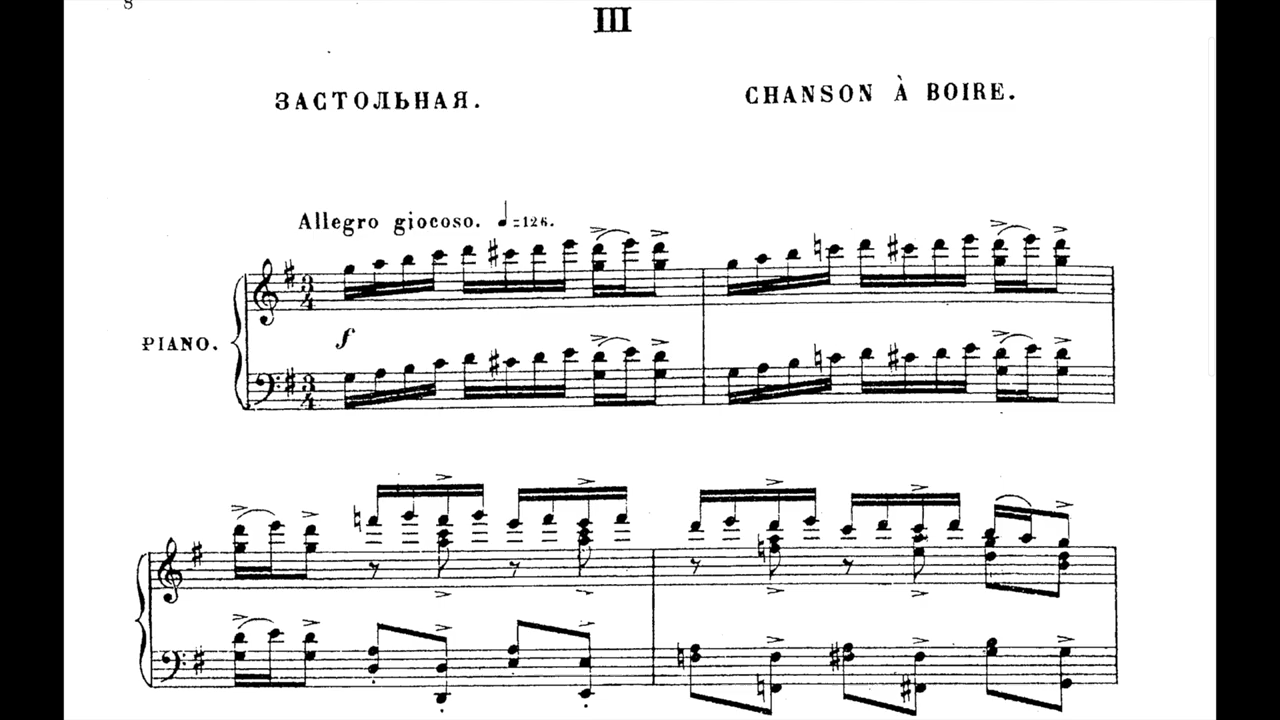 8
III
ЗАСТОЛЬНАЯ.
CHANSON À BOIRE.
Allegro giocoso. ♩=126.
PIANO.
f